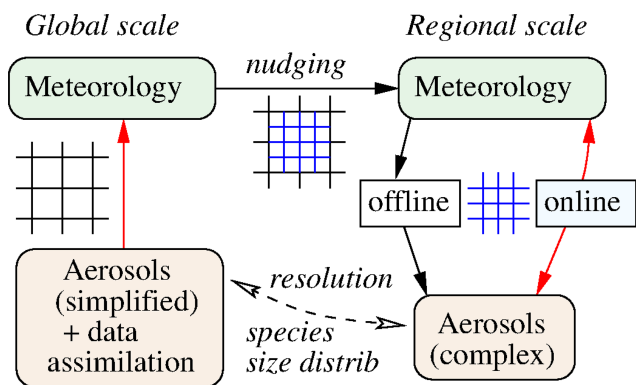 Global scale
Regional scale
Meteorology
nudging
Meteorology
offline
online
Aerosols
(simplified)
+ data
assimilation
resolution
species
size distrib
Aerosols
(complex)